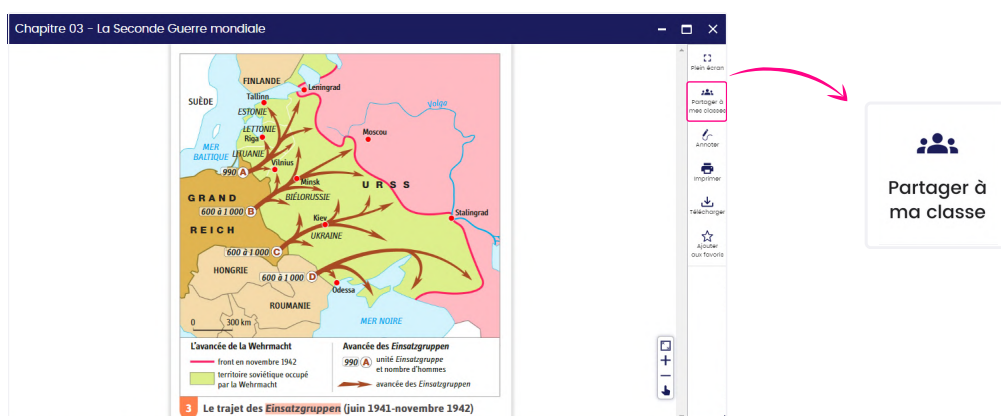 Chapitre 03 - La Seconde Guerre mondiale
FINLANDE
Leningrad
SUÈDE
Tallinn
ESTONIE
Volga
LETTONIE
Moscou
Riga
MER
BALTIQUE
LITUANIE
Vilnius
990 A
Minsk
URSS
GRAND
BIÉLORUSSIE
600 à 1 000 B
Kiev
Stalingrad
REICH
UKRAINE
600 à 1 000 C
HONGRIE
600 à 1 000 D
Odessa
ROUMANIE
0 300 km
MER NOIRE
L'avancée de la Wehrmacht
front en novembre 1942
territoire soviétique occupé
par la Wehrmacht
Avancée des Einsatzgruppen
990 A unité Einsatzgruppe
et nombre d'hommes
avancée des Einsatzgruppen
3 Le trajet des Einsatzgruppen (juin 1941-novembre 1942)
Plein écran
Partager à
mes classes
Annoter
Imprimer
Télécharger
Ajouter
aux favoris
Partager à
ma classe